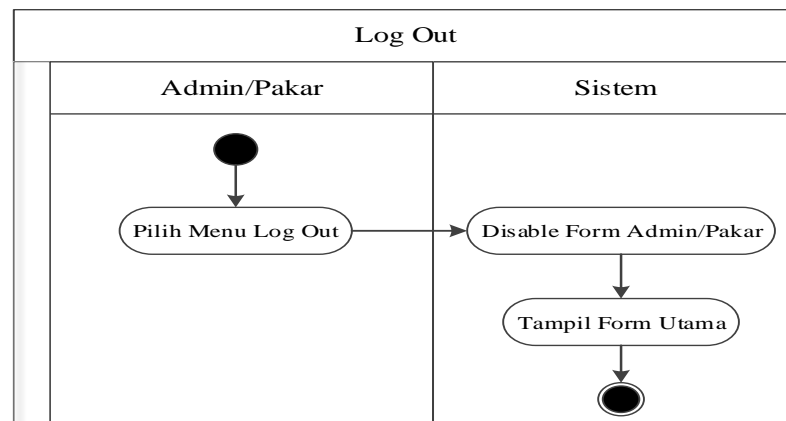 Log Out
Admin/Pakar
Sistem
Pilih Menu Log Out
Disable Form Admin/Pakar
Tampil Form Utama